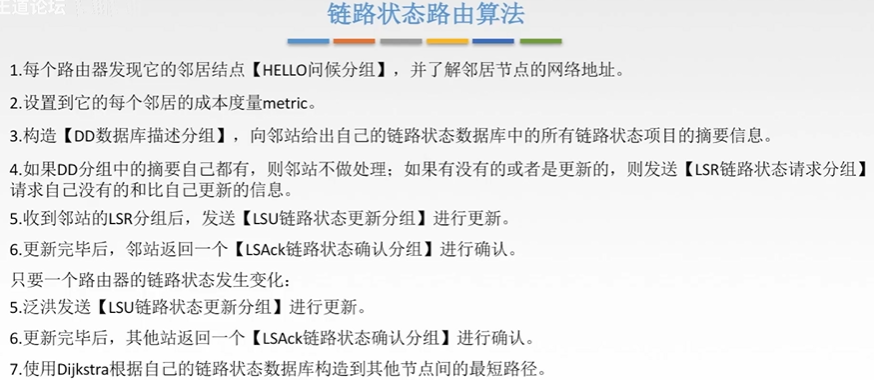 王道论坛
链路状态路由算法
1.每个路由器发现它的邻居结点【HELLO问候分组】,并了解邻居节点的网络地址。
2.设置到它的每个邻居的成本度量metric。
3.构造【DD数据库描述分组】,向邻站给出自己的链路状态数据库中的所有链路状态项目的摘要信息。
4.如果DD分组中的摘要自己都有,则邻站不做处理;如果有没有的或者是更新的,则发送【LSR链路状态请求分组】
请求自己没有的和比自己更新的信息。
5.收到邻站的LSR分组后,发送【LSU链路状态更新分组】进行更新。
6.更新完毕后,邻站返回一个【LSAck链路状态确认分组】进行确认。
只要一个路由器的链路状态发生变化:
5.泛洪发送【LSU链路状态更新分组】进行更新。
6.更新完毕后,其他站返回一个【LSAck链路状态确认分组】进行确认。
7.使用Dijkstra根据自己的链路状态数据库构造到其他节点间的最短路径。